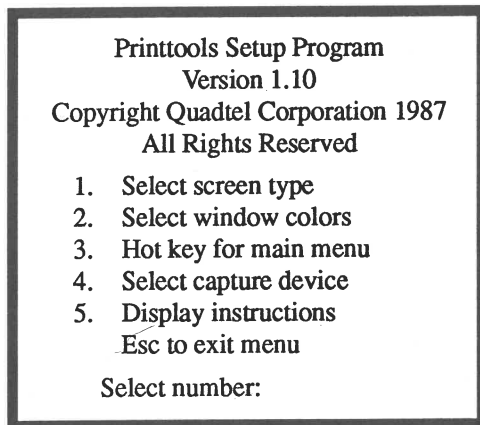 Printtools Setup Program
Version 1.10
Copyright Quadtel Corporation 1987
All Rights Reserved
1. Select screen type
2. Select window colors
3. Hot key for main menu
4. Select capture device
5. Display instructions
Esc to exit menu
Select number: